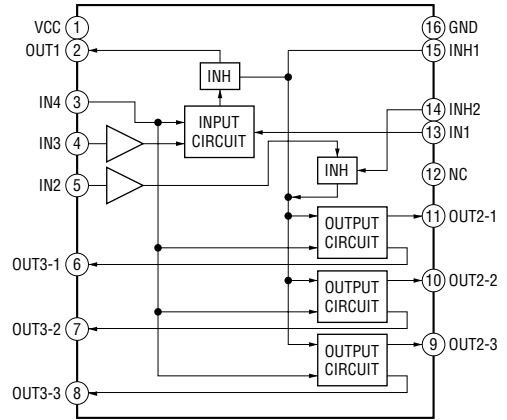 VCC 1
OUT1 2
IN4 3
IN3 4
IN2 5
OUT3-1 6
OUT3-2 7
OUT3-3 8
INH
INPUT
CIRCUIT
INH
OUTPUT
CIRCUIT
OUTPUT
CIRCUIT
OUTPUT
CIRCUIT
16 GND
15 INH1
14 INH2
13 IN1
12 NC
11 OUT2-1
10 OUT2-2
9 OUT2-3